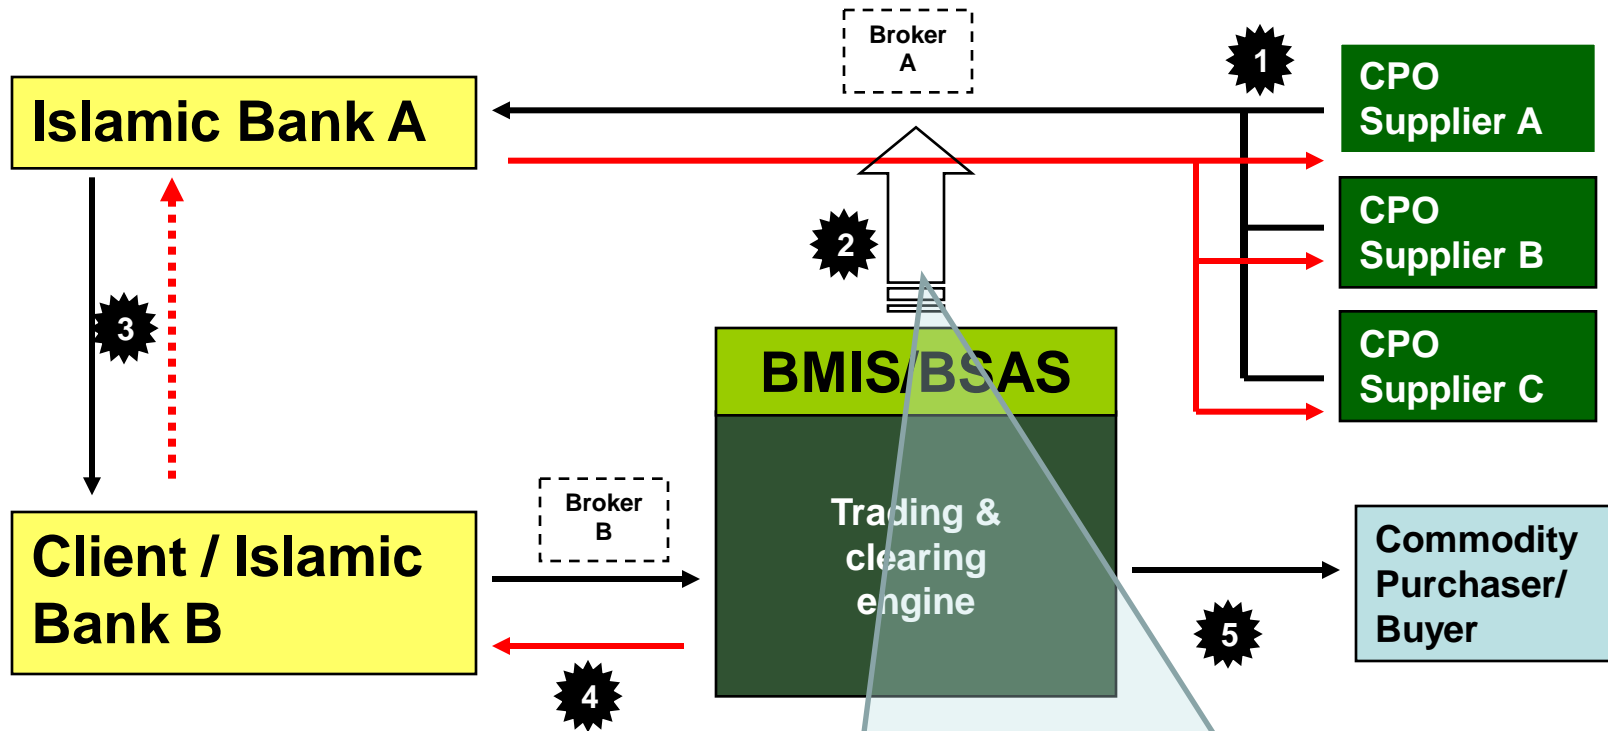 Broker
A
1
CPO
Supplier A
Islamic Bank A
CPO
Supplier B
2
3
BMIS/BSAS
CPO
Supplier C
Broker
B
Trading &
clearing
engine
Client / Islamic
Bank B
Commodity
Purchaser/
Buyer
5
4